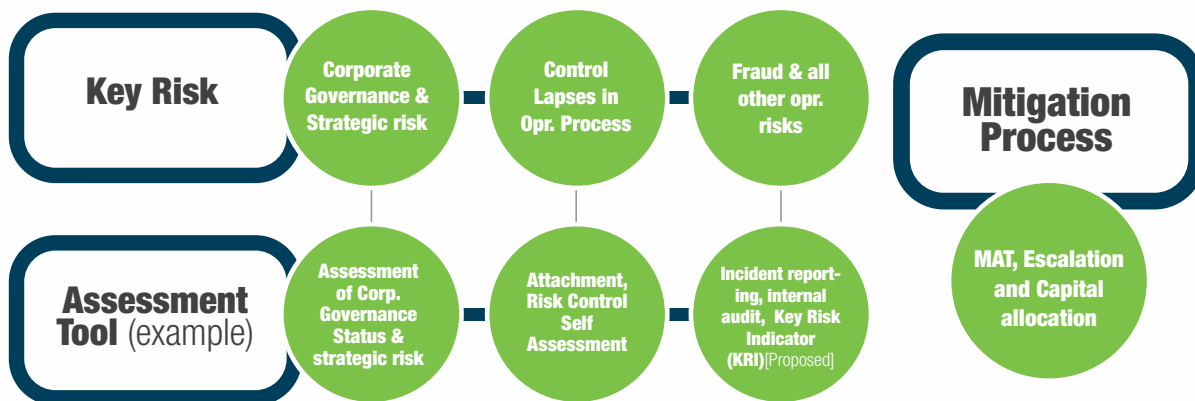 Key Risk
Corporate
Governance &
Strategic risk
Control
Lapses in
Opr. Process
Fraud & all
other opr.
risks
Mitigation
Process
Assessment
Tool (example)
Assessment
of Corp.
Governance
Status &
strategic risk
Attachment,
Risk Control
Self
Assessment
Incident report-
ing, internal
audit, Key Risk
Indicator
(KRI)[Proposed]
MAT, Escalation
and Capital
allocation